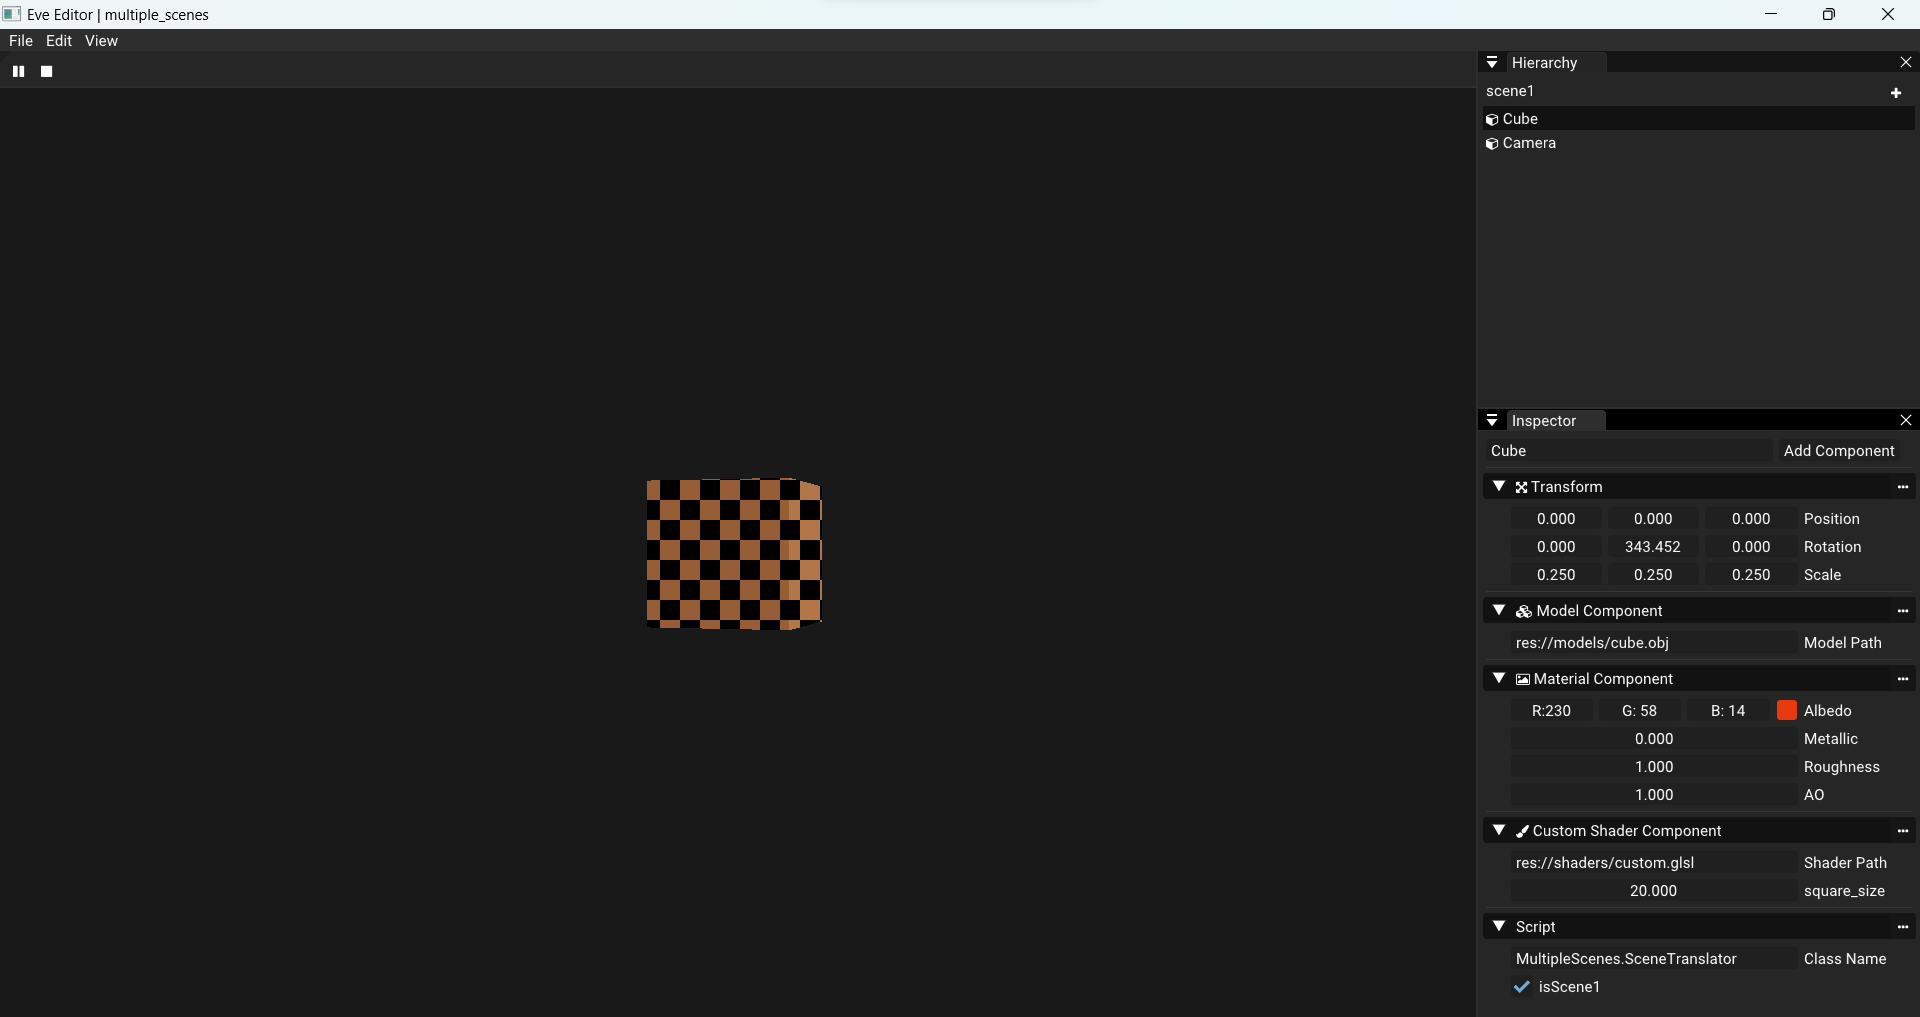 Eve Editor | multiple_scenes
File Edit View
Hierarchy
scene1
Cube
Camera
Inspector
Cube Add Component
Transform
0.000 0.000 0.000 Position
0.000 343.452 0.000 Rotation
0.250 0.250 0.250 Scale
Model Component
res://models/cube.obj Model Path
Material Component
R:230 G: 58 B: 14 Albedo
0.000 Metallic
1.000 Roughness
1.000 AO
Custom Shader Component
res://shaders/custom.glsl Shader Path
20.000 square_size
Script
MultipleScenes.SceneTranslator Class Name
isScene1